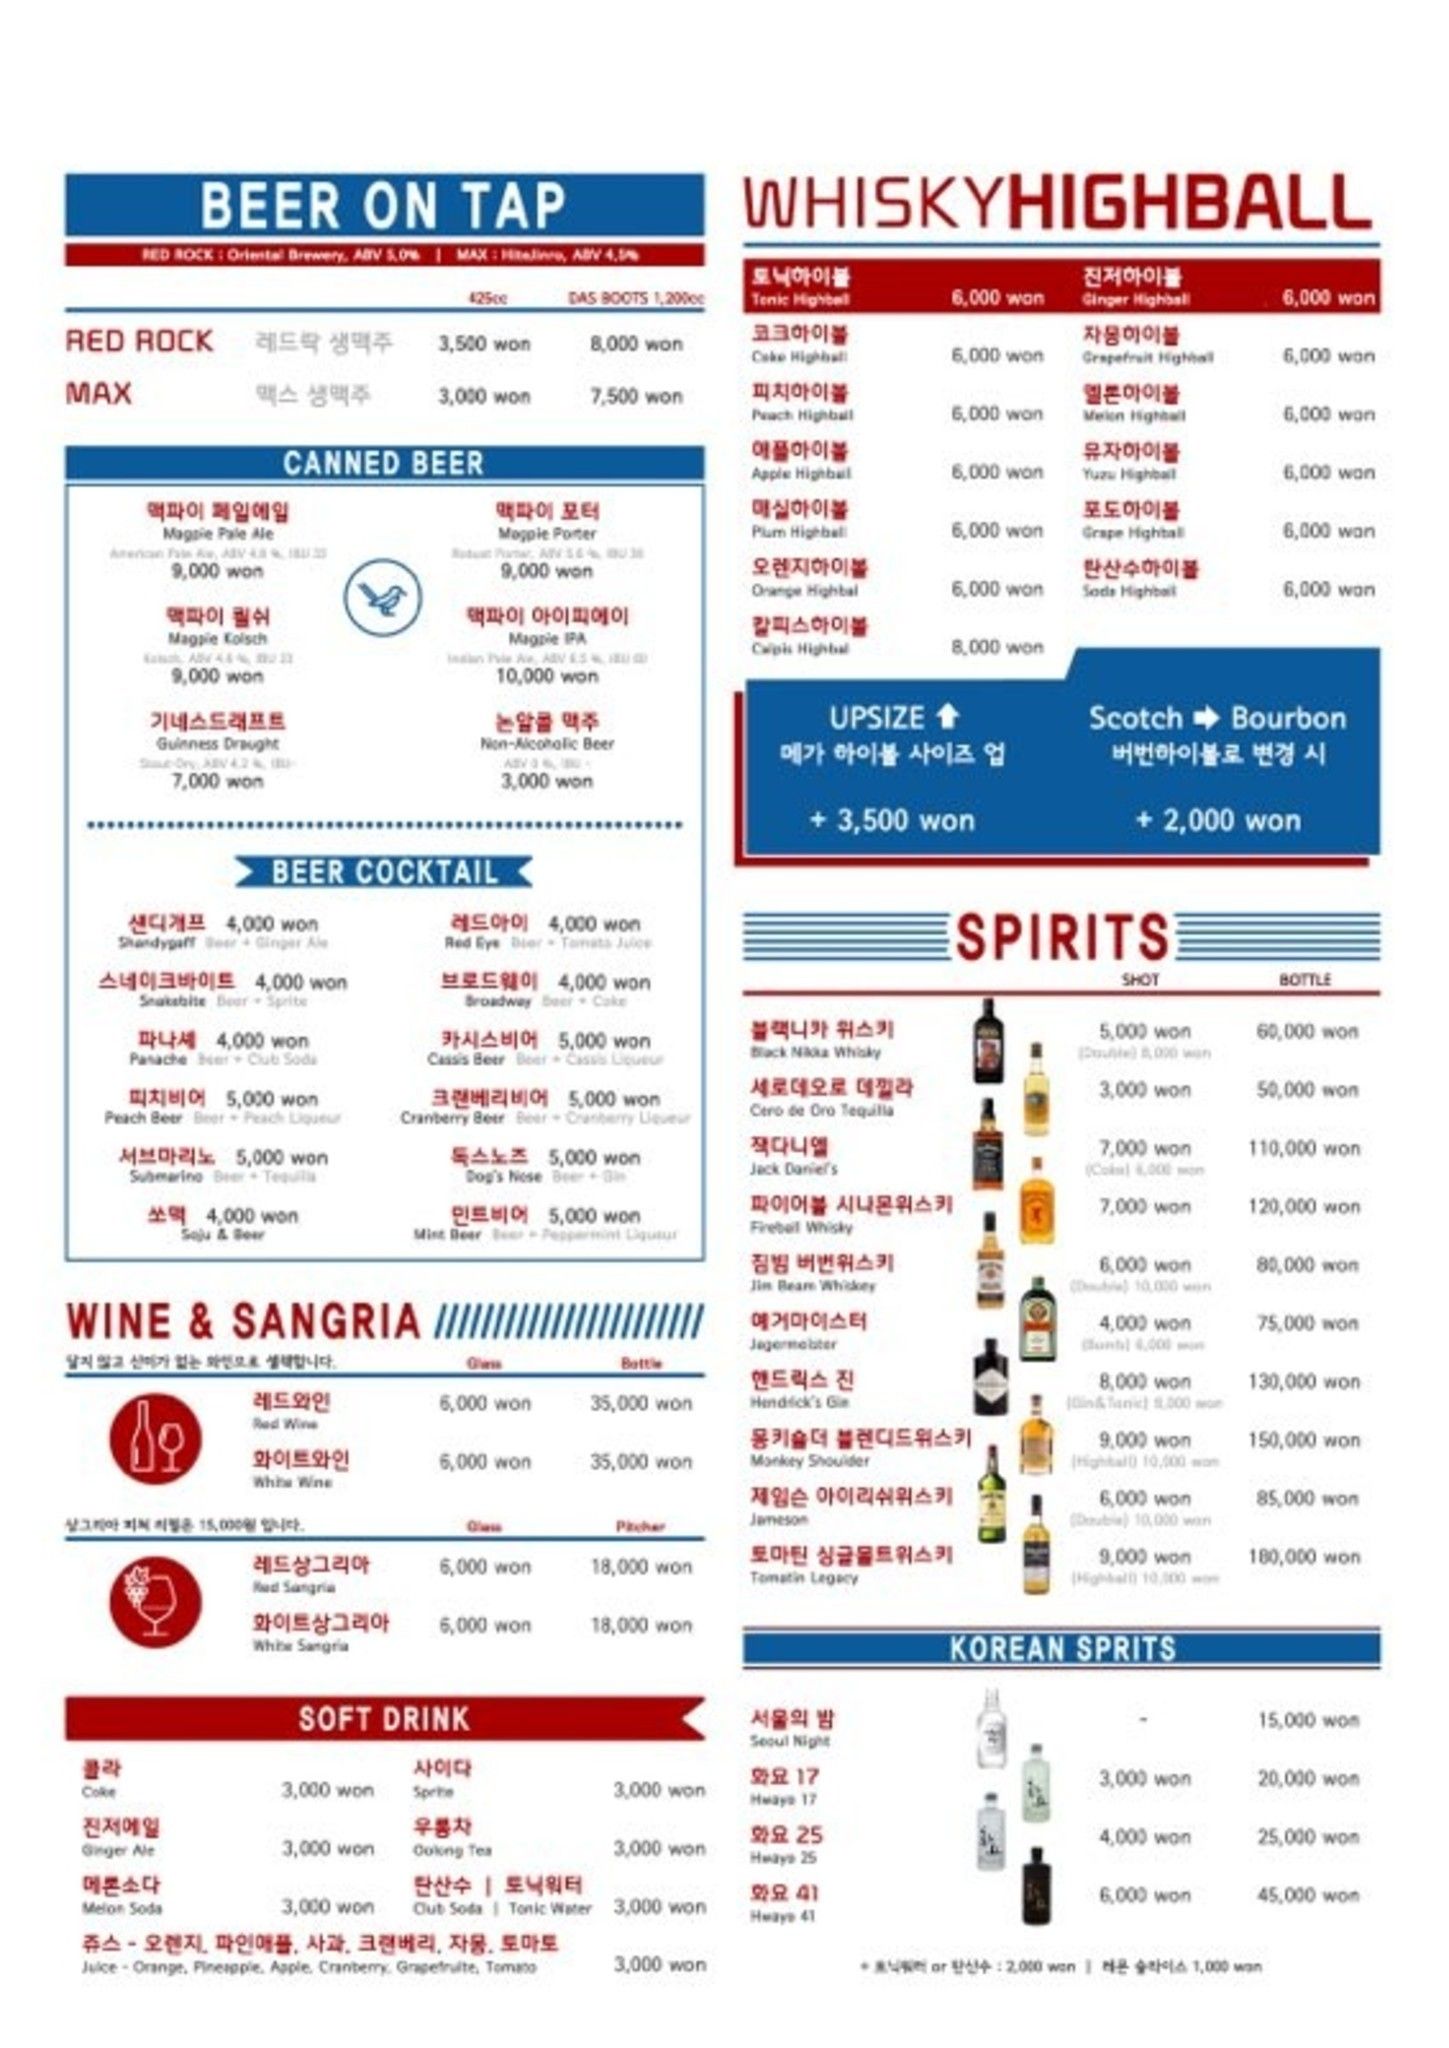 BEER ON TAP
RED ROCK : Oriental Brewery, ABV 5.0% | MAX : HiteJinro, ABV 4.5%
425cc DAS BOOTS 1,200cc
RED ROCK 레드락 생맥주 3,500 won 8,000 won
MAX 맥스 생맥주 3,000 won 7,500 won
CANNED BEER
맥파이 페일에일 맥파이 포터
Magpie Pale Ale Magpie Porter
American Pale Ale, ABV 4.8 %, IBU Robust Porter, ABV 5.6 %, IBU
9,000 won 9,000 won
맥파이 쾰쉬 맥파이 아이피에이
Magpie Kolsch Magpie IPA
Kolsch, ABV 4.6 %, IBU Indian Pale Ale, ABV 6.5 %, IBU
9,000 won 10,000 won
기네스드래프트 논알콜 맥주
Guinness Draught Non-Alcoholic Beer
Stout-Dry, ABV 4.2 %, IBU- ABV 0 %, IBU -
7,000 won 3,000 won
BEER COCKTAIL
샌디개프 4,000 won 레드아이 4,000 won
Shandygaff Beer + Ginger Ale Red Eye Beer + Tomato Juice
스네이크바이트 4,000 won 브로드웨이 4,000 won
Snakebite Beer + Sprite Broadway Beer + Coke
파나셰 4,000 won 카시스비어 5,000 won
Panache Beer + Club Soda Cassis Beer Beer + Cassis Liqueur
피치비어 5,000 won 크랜베리비어 5,000 won
Peach Beer Beer + Peach Liqueur Cranberry Beer Beer + Cranberry Liqueur
서브마리노 5,000 won 독스노즈 5,000 won
Submarino Beer + Tequilla Dog's Nose Beer + Gin
쏘맥 4,000 won 민트비어 5,000 won
Soju & Beer Mint Beer Beer + Peppermint Liqueur
WINE & SANGRIA
달지 않고 신미가 없는 와인으로 셀렉합니다. Glass Bottle
레드와인 6,000 won 35,000 won
Red Wine
화이트와인 6,000 won 35,000 won
White Wine
상그리아 피쳐 리필은 15,000원 입니다. Glass Pitcher
레드상그리아 6,000 won 18,000 won
Red Sangria
화이트상그리아 6,000 won 18,000 won
White Sangria
SOFT DRINK
콜라 사이다
Coke 3,000 won Sprite 3,000 won
진저에일 우롱차
Ginger Ale 3,000 won Oolong Tea 3,000 won
메론소다 탄산수 | 토닉워터
Melon Soda 3,000 won Club Soda | Tonic Water 3,000 won
쥬스 - 오렌지, 파인애플, 사과, 크랜베리, 자몽, 토마토
Juice - Orange, Pineapple, Apple, Cranberry, Grapefruite, Tomato 3,000 won
WHISKYHIGHBALL
토닉하이볼 진저하이볼
Tonic Highball 6,000 won Ginger Highball 6,000 won
코크하이볼 자몽하이볼
Coke Highball 6,000 won Grapefruit Highball 6,000 won
피치하이볼 멜론하이볼
Peach Highball 6,000 won Melon Highball 6,000 won
애플하이볼 유자하이볼
Apple Highball 6,000 won Yuzu Highball 6,000 won
매실하이볼 포도하이볼
Plum Highball 6,000 won Grape Highball 6,000 won
오렌지하이볼 탄산수하이볼
Orange Highbal 6,000 won Soda Highball 6,000 won
칼피스하이볼
Calpis Highbal 8,000 won
UPSIZE Scotch Bourbon
메가 하이볼 사이즈 업 버번하이볼로 변경 시
+ 3,500 won + 2,000 won
SPIRITS
SHOT BOTTLE
블랙니카 위스키 5,000 won 60,000 won
Black Nikka Whisky (Double) 8,000 won
세로데오로 데낄라 3,000 won 50,000 won
Cero de Oro Tequilla
잭다니엘 7,000 won 110,000 won
Jack Daniel's (Coke) 8,000 won
파이어볼 시나몬위스키 7,000 won 120,000 won
Fireball Whisky
짐빔 버번위스키 6,000 won 80,000 won
Jim Beam Whiskey (Double) 10,000 won
예거마이스터 4,000 won 75,000 won
Jagermeister (Bomb) 6,000 won
핸드릭스 진 8,000 won 130,000 won
Hendrick's Gin (Gin&Tonic) 9,000 won
몽키숄더 블렌디드위스키 9,000 won 150,000 won
Monkey Shoulder (Highball) 10,000 won
제임슨 아이리쉬위스키 6,000 won 85,000 won
Jameson (Double) 10,000 won
토마틴 싱글몰트위스키 9,000 won 180,000 won
Tomatin Legacy (Highball) 10,000 won
KOREAN SPRITS
서울의 밤 - 15,000 won
Seoul Night
화요 17 3,000 won 20,000 won
Hwayo 17
화요 25 4,000 won 25,000 won
Hwayo 25
화요 41 6,000 won 45,000 won
Hwayo 41
+ 토닉워터 or 탄산수 : 2,000 won | 레몬 슬라이스 1,000 won